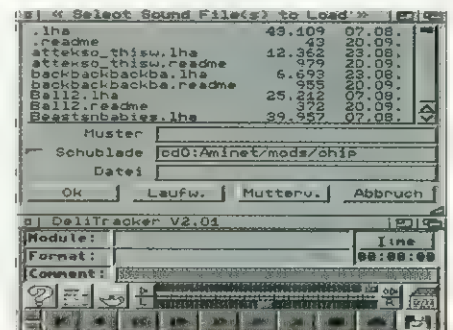 « Select Sound File(s) to Load »
.lha 43.109 07.08.
.readme 43 20.09.
attekso_thisw.lha 12.362 23.08.
attekso_thisw.readme 979 20.09.
backbackbackba.lha 6.693 23.08.
backbackbackba.readme 955 20.09.
Ball2.lha 25.212 07.08.
Ball2.readme 372 20.09.
Beastsnbabies.lha 39.957 07.08.
Muster
Schublade cd0:Aminet/mods/chip
Datei
Ok Laufw. Mutterv. Abbruch
DeliTracker V2.01
Module: Time
Format: 00:00:00
Comment:
L R